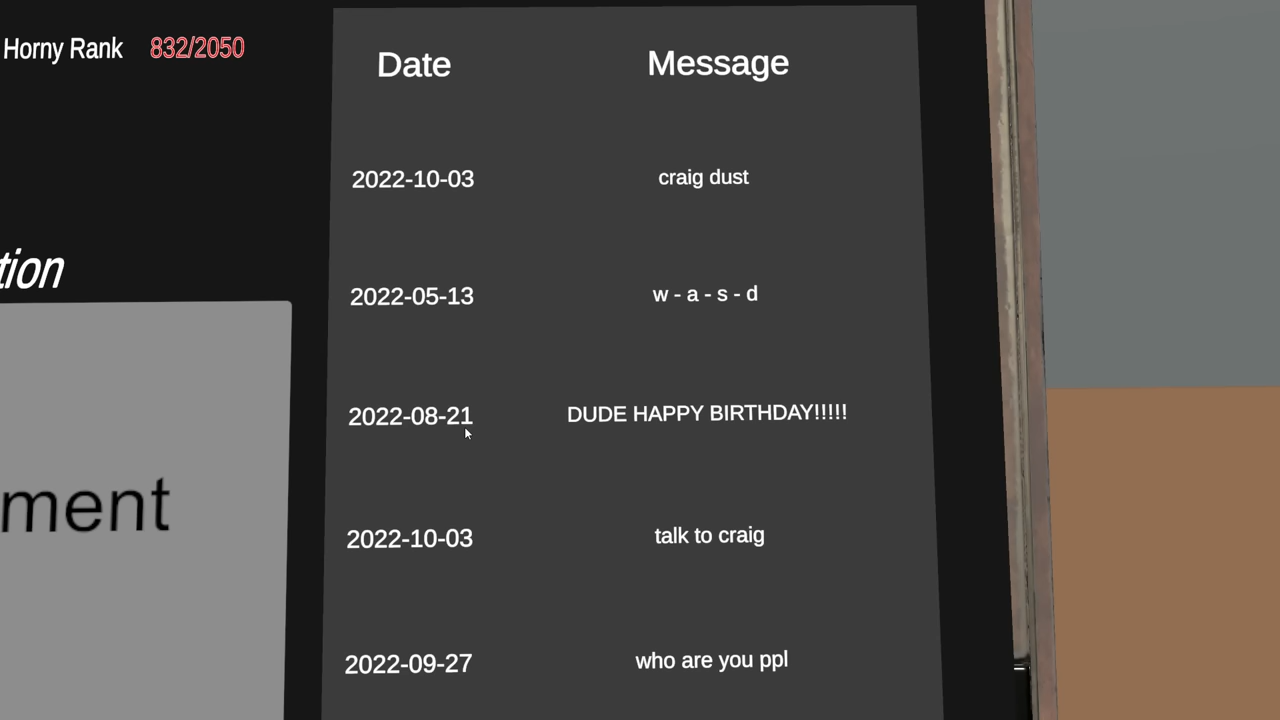 Horny Rank 832/2050
tion
ment
Date Message
2022-10-03 craig dust
2022-05-13 w - a - s - d
2022-08-21 DUDE HAPPY BIRTHDAY!!!!!
2022-10-03 talk to craig
2022-09-27 who are you ppl